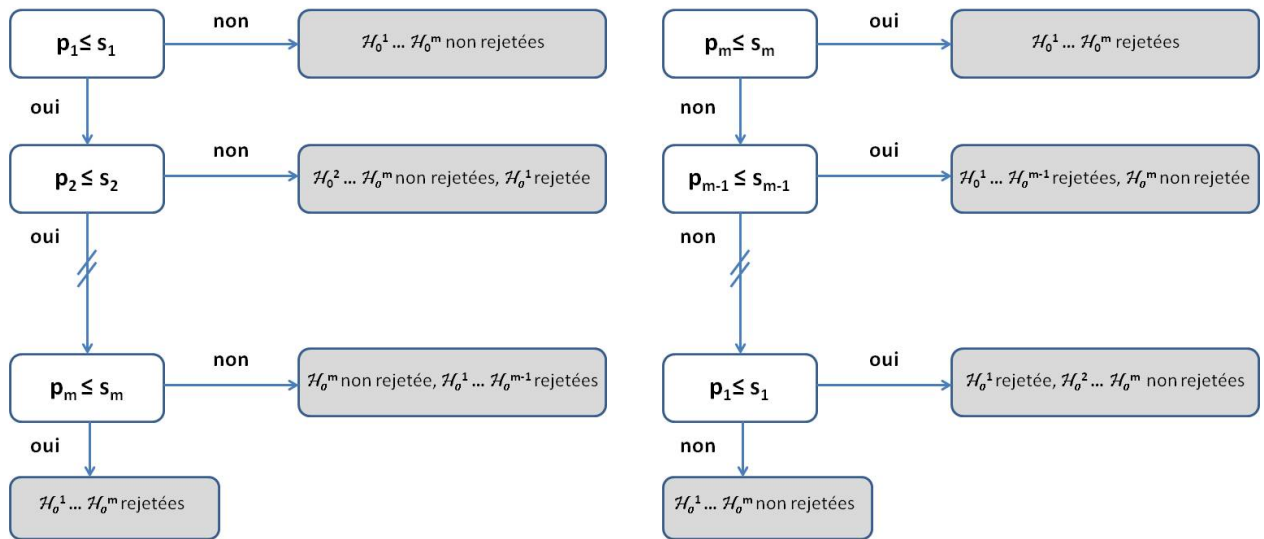 non
p₁ ≤ s₁
ℋ₀¹ ... ℋ₀ᵐ non rejetées
oui
non
p₂ ≤ s₂
ℋ₀² ... ℋ₀ᵐ non rejetées, ℋ₀¹ rejetée
oui
non
pₘ ≤ sₘ
ℋ₀ᵐ non rejetée, ℋ₀¹ ... ℋ₀ᵐ⁻¹ rejetées
oui
ℋ₀¹ ... ℋ₀ᵐ rejetées
oui
pₘ ≤ sₘ
ℋ₀¹ ... ℋ₀ᵐ rejetées
non
oui
pₘ₋₁ ≤ sₘ₋₁
ℋ₀¹ ... ℋ₀ᵐ⁻¹ rejetées, ℋ₀ᵐ non rejetée
non
oui
p₁ ≤ s₁
ℋ₀¹ rejetée, ℋ₀² ... ℋ₀ᵐ non rejetées
non
ℋ₀¹ ... ℋ₀ᵐ non rejetées